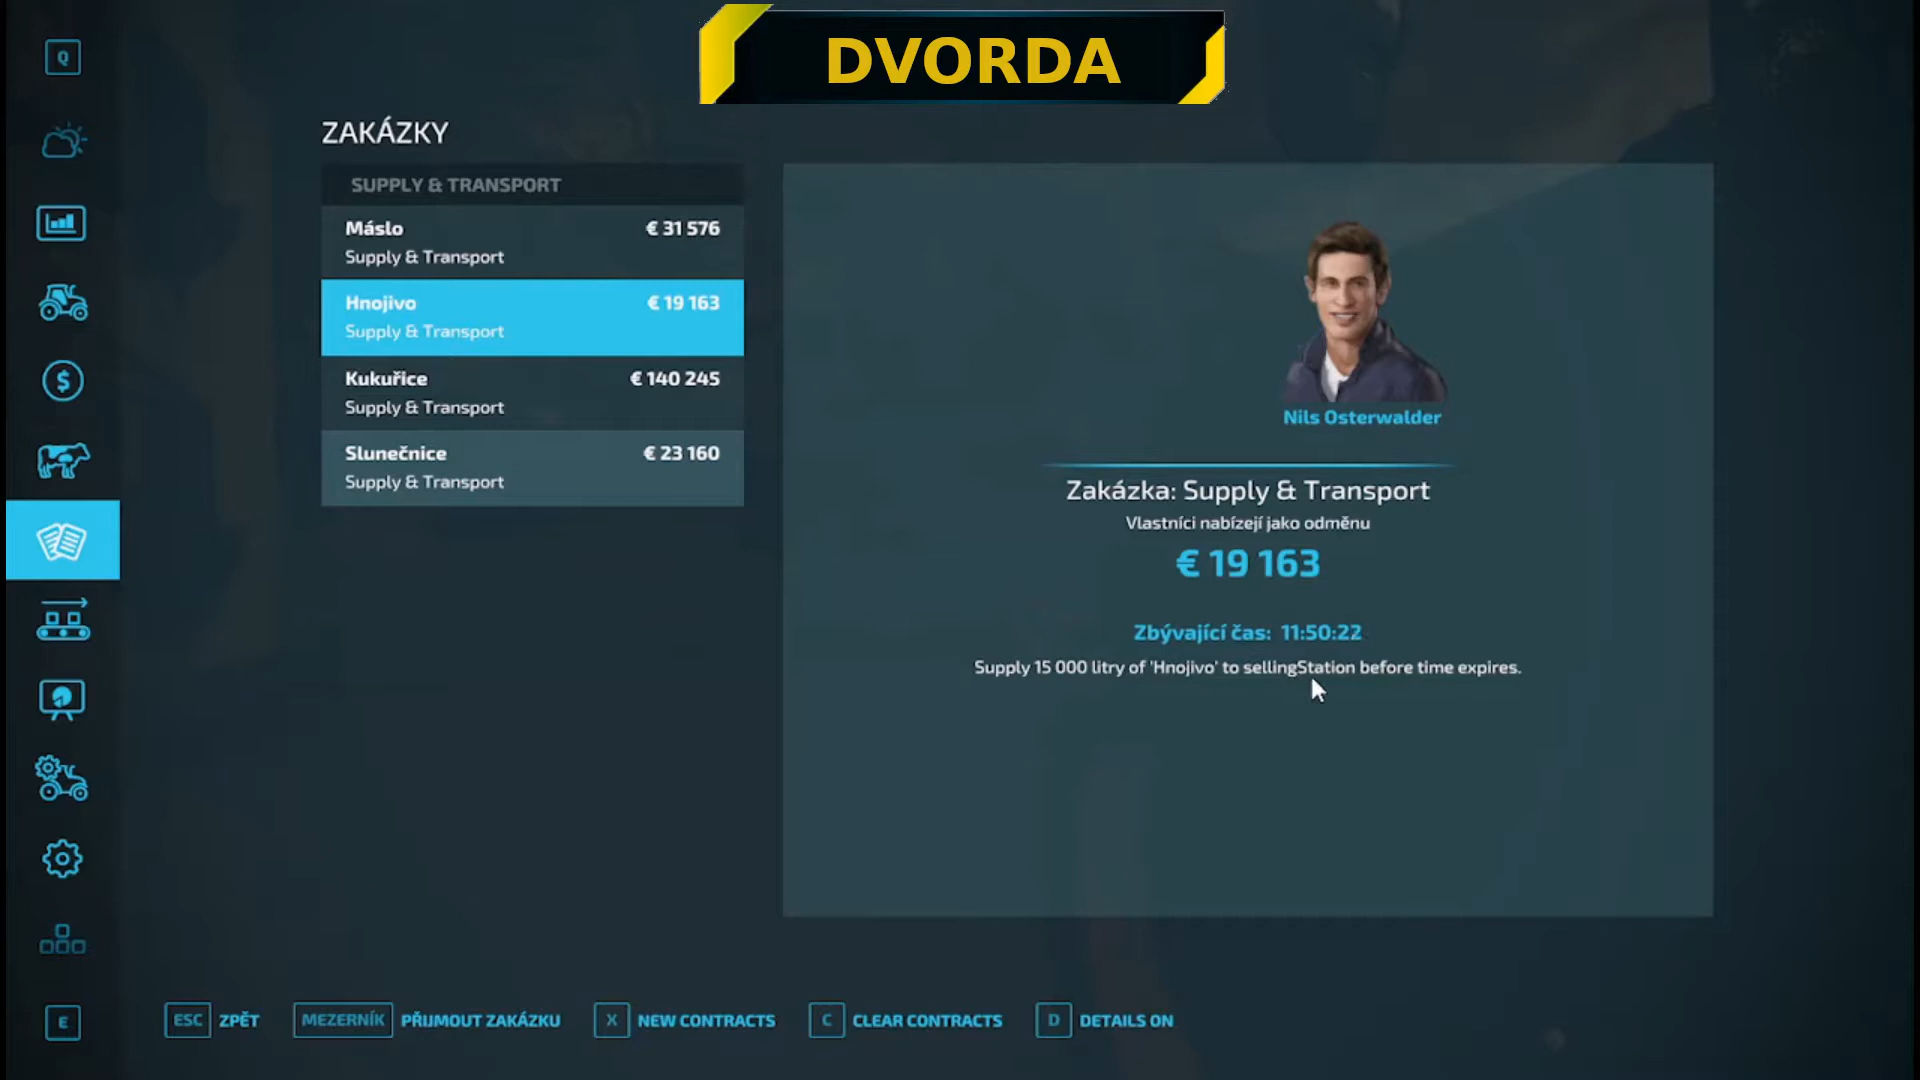 DVORDA
Q
ZAKÁZKY
SUPPLY & TRANSPORT
Máslo € 31 576
Supply & Transport
Hnojivo € 19 163
Supply & Transport
Kukuřice € 140 245
Supply & Transport
Slunečnice € 23 160
Supply & Transport
Nils Osterwalder
Zakázka: Supply & Transport
Vlastníci nabízejí jako odměnu
€ 19 163
Zbývající čas: 11:50:22
Supply 15 000 litry of 'Hnojivo' to sellingStation before time expires.
E
ESC ZPĚT MEZERNÍK PŘIJMOUT ZAKÁZKU X NEW CONTRACTS C CLEAR CONTRACTS D DETAILS ON